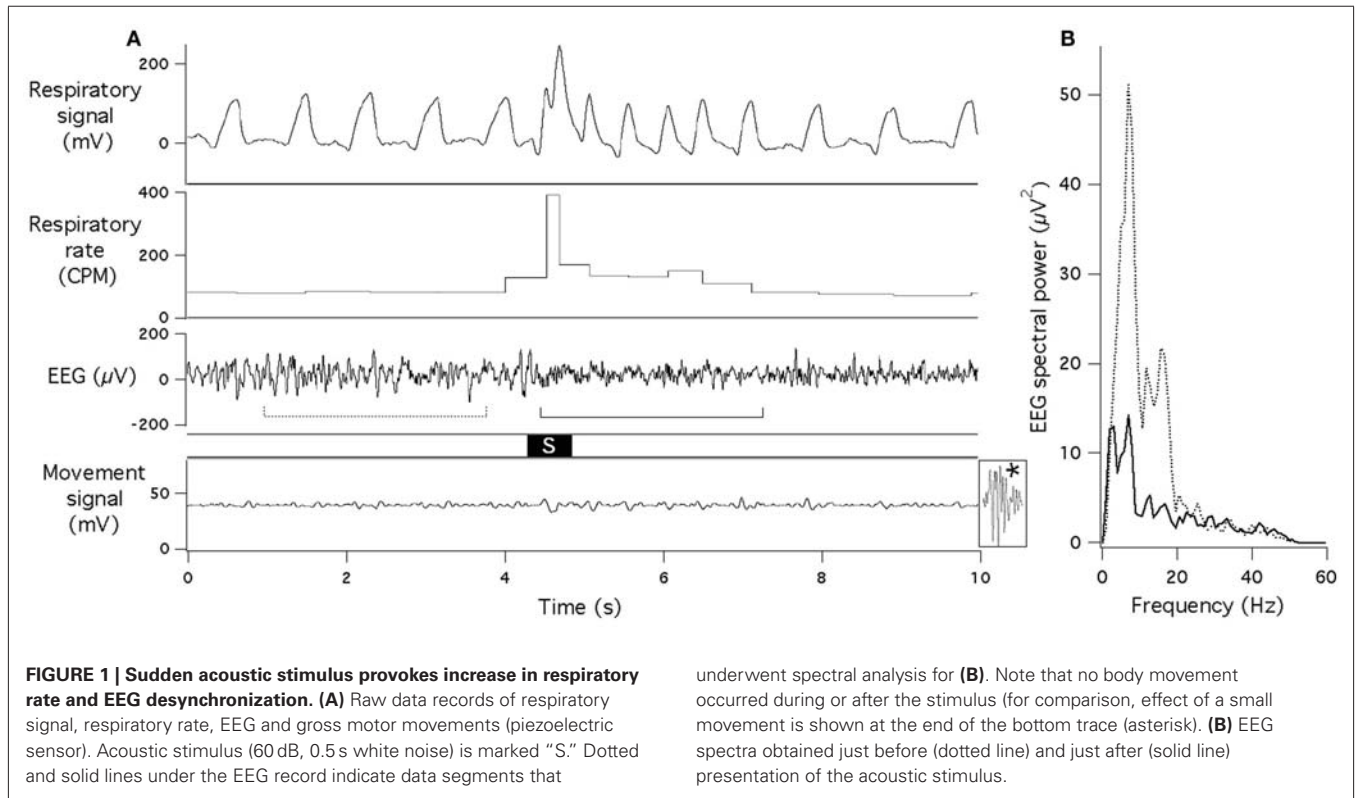 A
B
Respiratory
signal
(mV)
200
0
Respiratory
rate
(CPM)
400
200
0
EEG (μV)
200
0
-200
S
Movement
signal
(mV)
50
0
*
0 2 4 6 8 10
Time (s)
EEG spectral power (μV²)
50
40
30
20
10
0
0 20 40 60
Frequency (Hz)
FIGURE 1 | Sudden acoustic stimulus provokes increase in respiratory
rate and EEG desynchronization. (A) Raw data records of respiratory
signal, respiratory rate, EEG and gross motor movements (piezoelectric
sensor). Acoustic stimulus (60 dB, 0.5 s white noise) is marked “S.” Dotted
and solid lines under the EEG record indicate data segments that
underwent spectral analysis for (B). Note that no body movement
occurred during or after the stimulus (for comparison, effect of a small
movement is shown at the end of the bottom trace (asterisk). (B) EEG
spectra obtained just before (dotted line) and just after (solid line)
presentation of the acoustic stimulus.